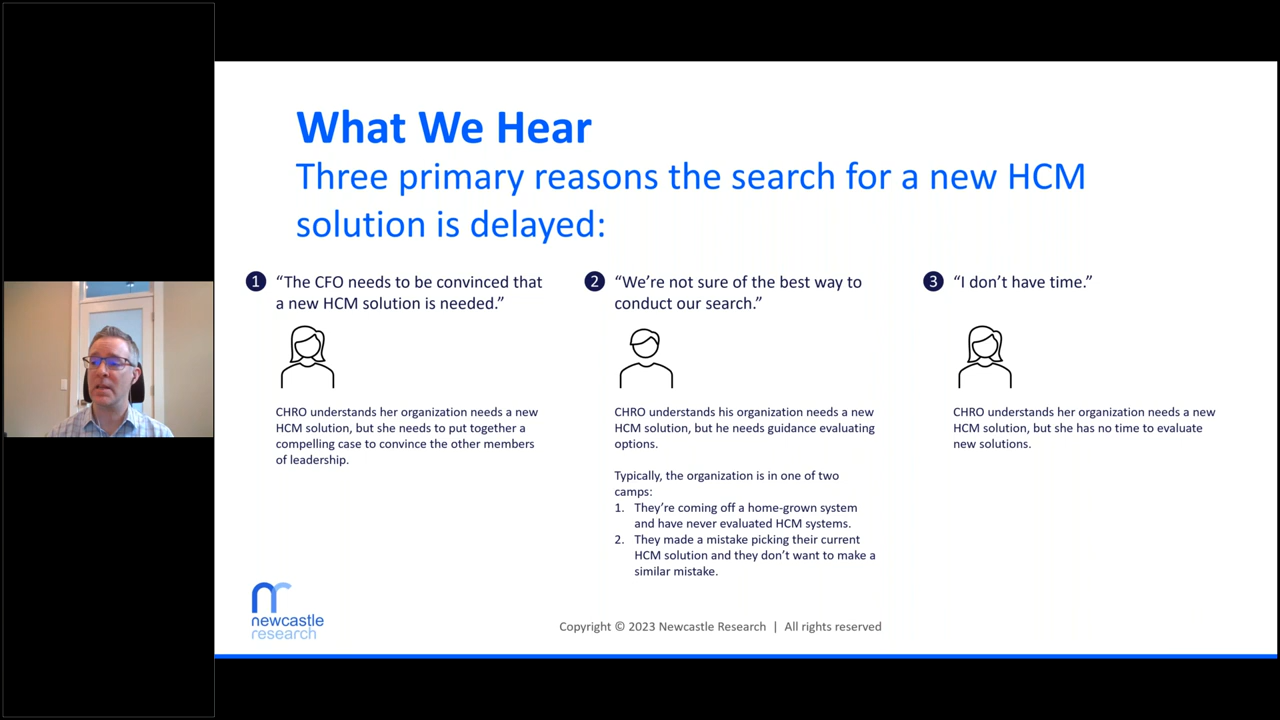 What We Hear
Three primary reasons the search for a new HCM
solution is delayed:
1 “The CFO needs to be convinced that
a new HCM solution is needed.”
CHRO understands her organization needs a new
HCM solution, but she needs to put together a
compelling case to convince the other members
of leadership.
2 “We’re not sure of the best way to
conduct our search.”
CHRO understands his organization needs a new
HCM solution, but he needs guidance evaluating
options.
Typically, the organization is in one of two
camps:
1. They’re coming off a home-grown system
and have never evaluated HCM systems.
2. They made a mistake picking their current
HCM solution and they don’t want to make a
similar mistake.
3 “I don’t have time.”
CHRO understands her organization needs a new
HCM solution, but she has no time to evaluate
new solutions.
nr
newcastle
research
Copyright © 2023 Newcastle Research | All rights reserved